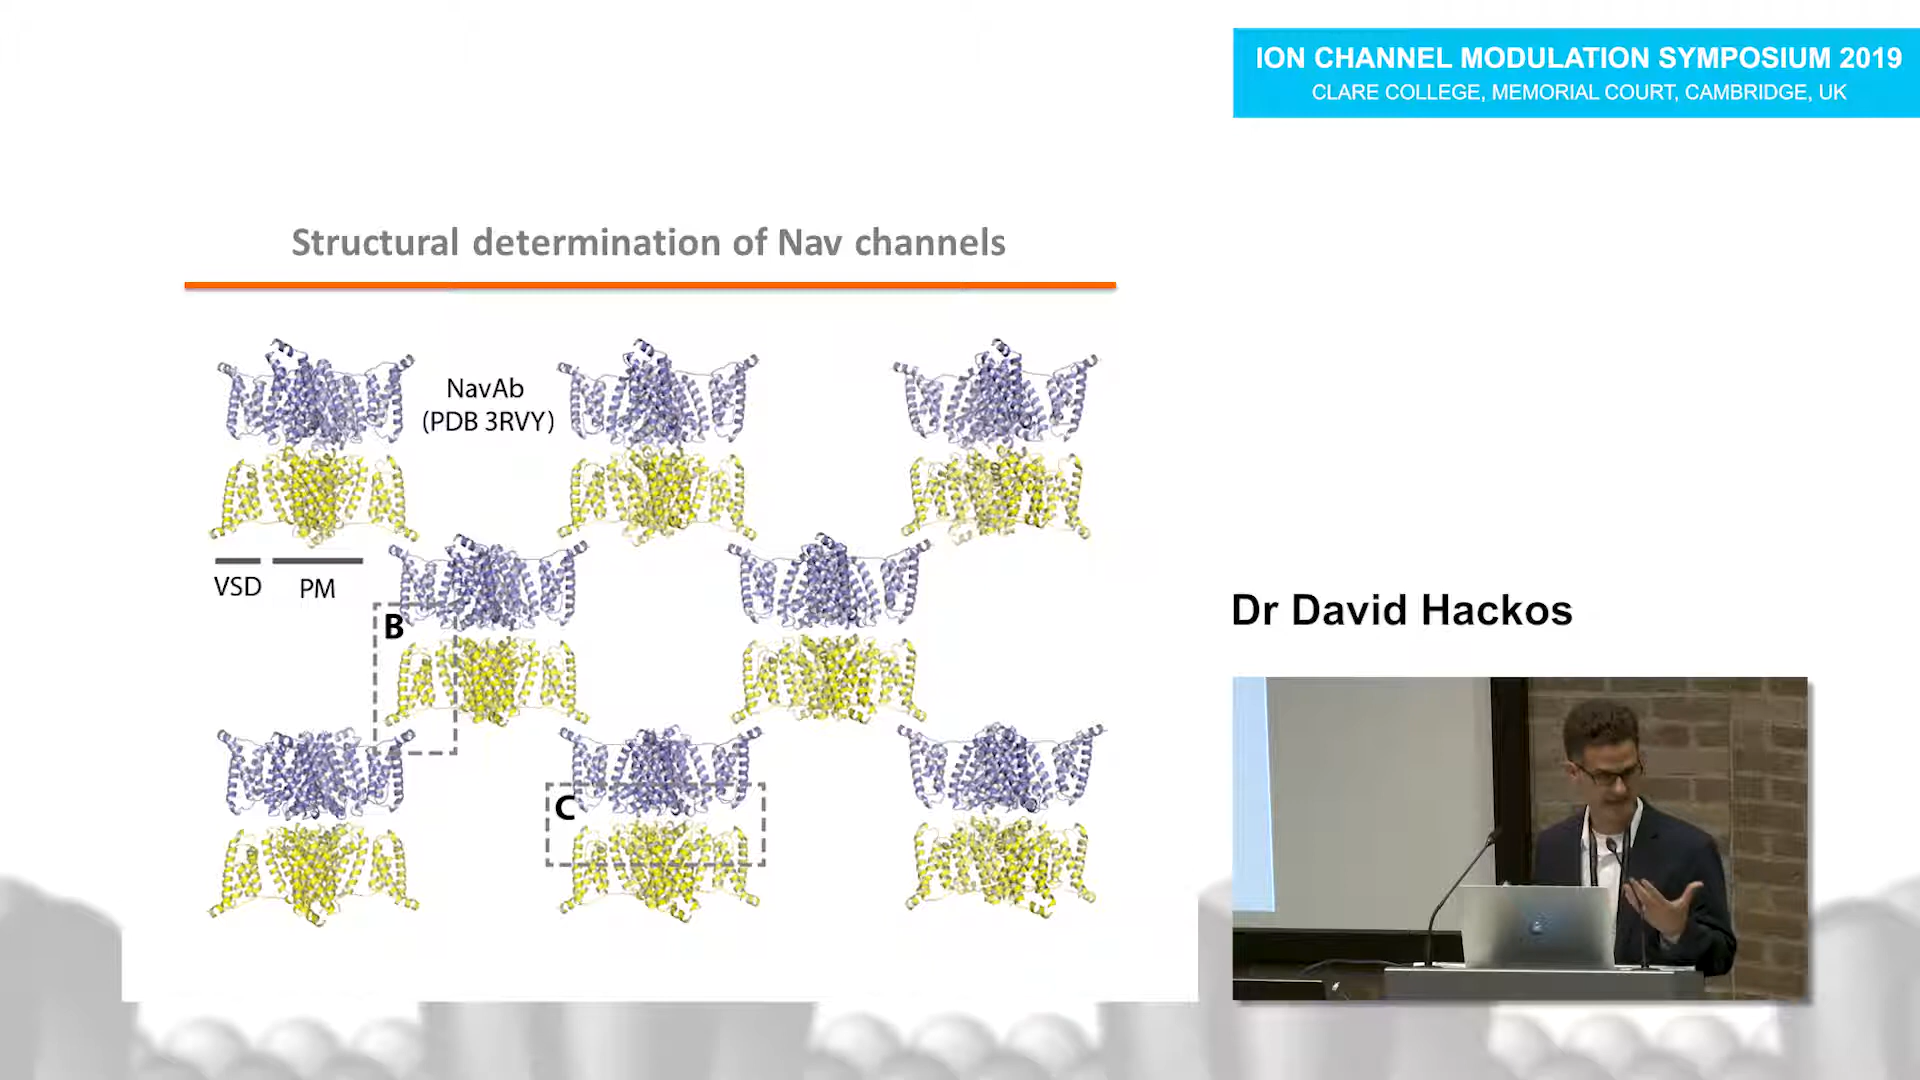 ION CHANNEL MODULATION SYMPOSIUM 2019
CLARE COLLEGE, MEMORIAL COURT, CAMBRIDGE, UK
Structural determination of Nav channels
NavAb
(PDB 3RVY)
VSD PM
B
C
Dr David Hackos